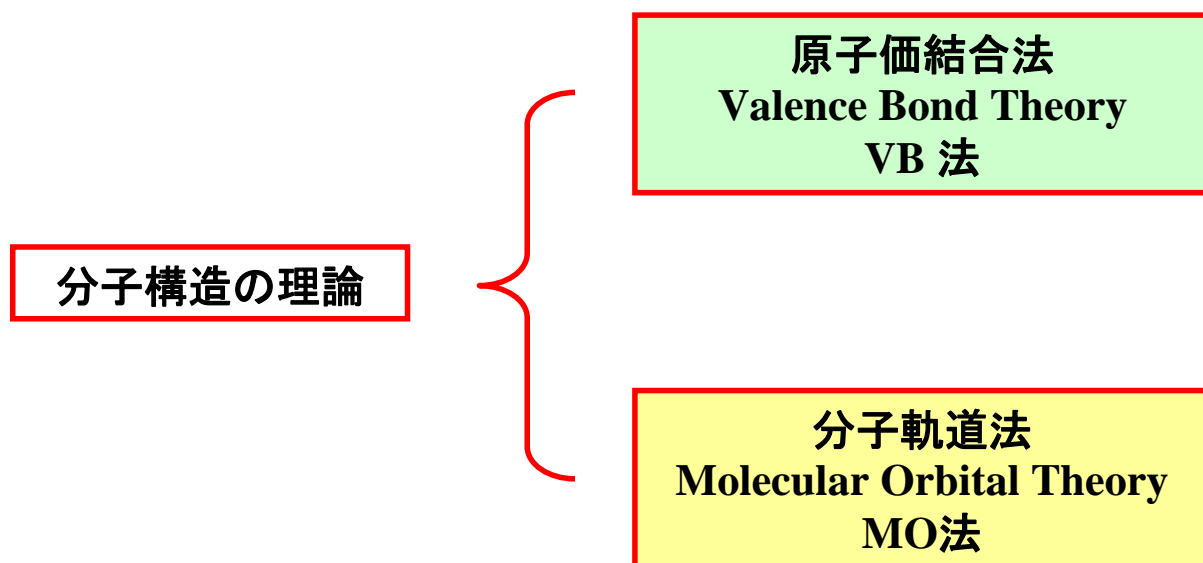 原子価結合法
Valence Bond Theory
VB 法
分子構造の理論
分子軌道法
Molecular Orbital Theory
MO法